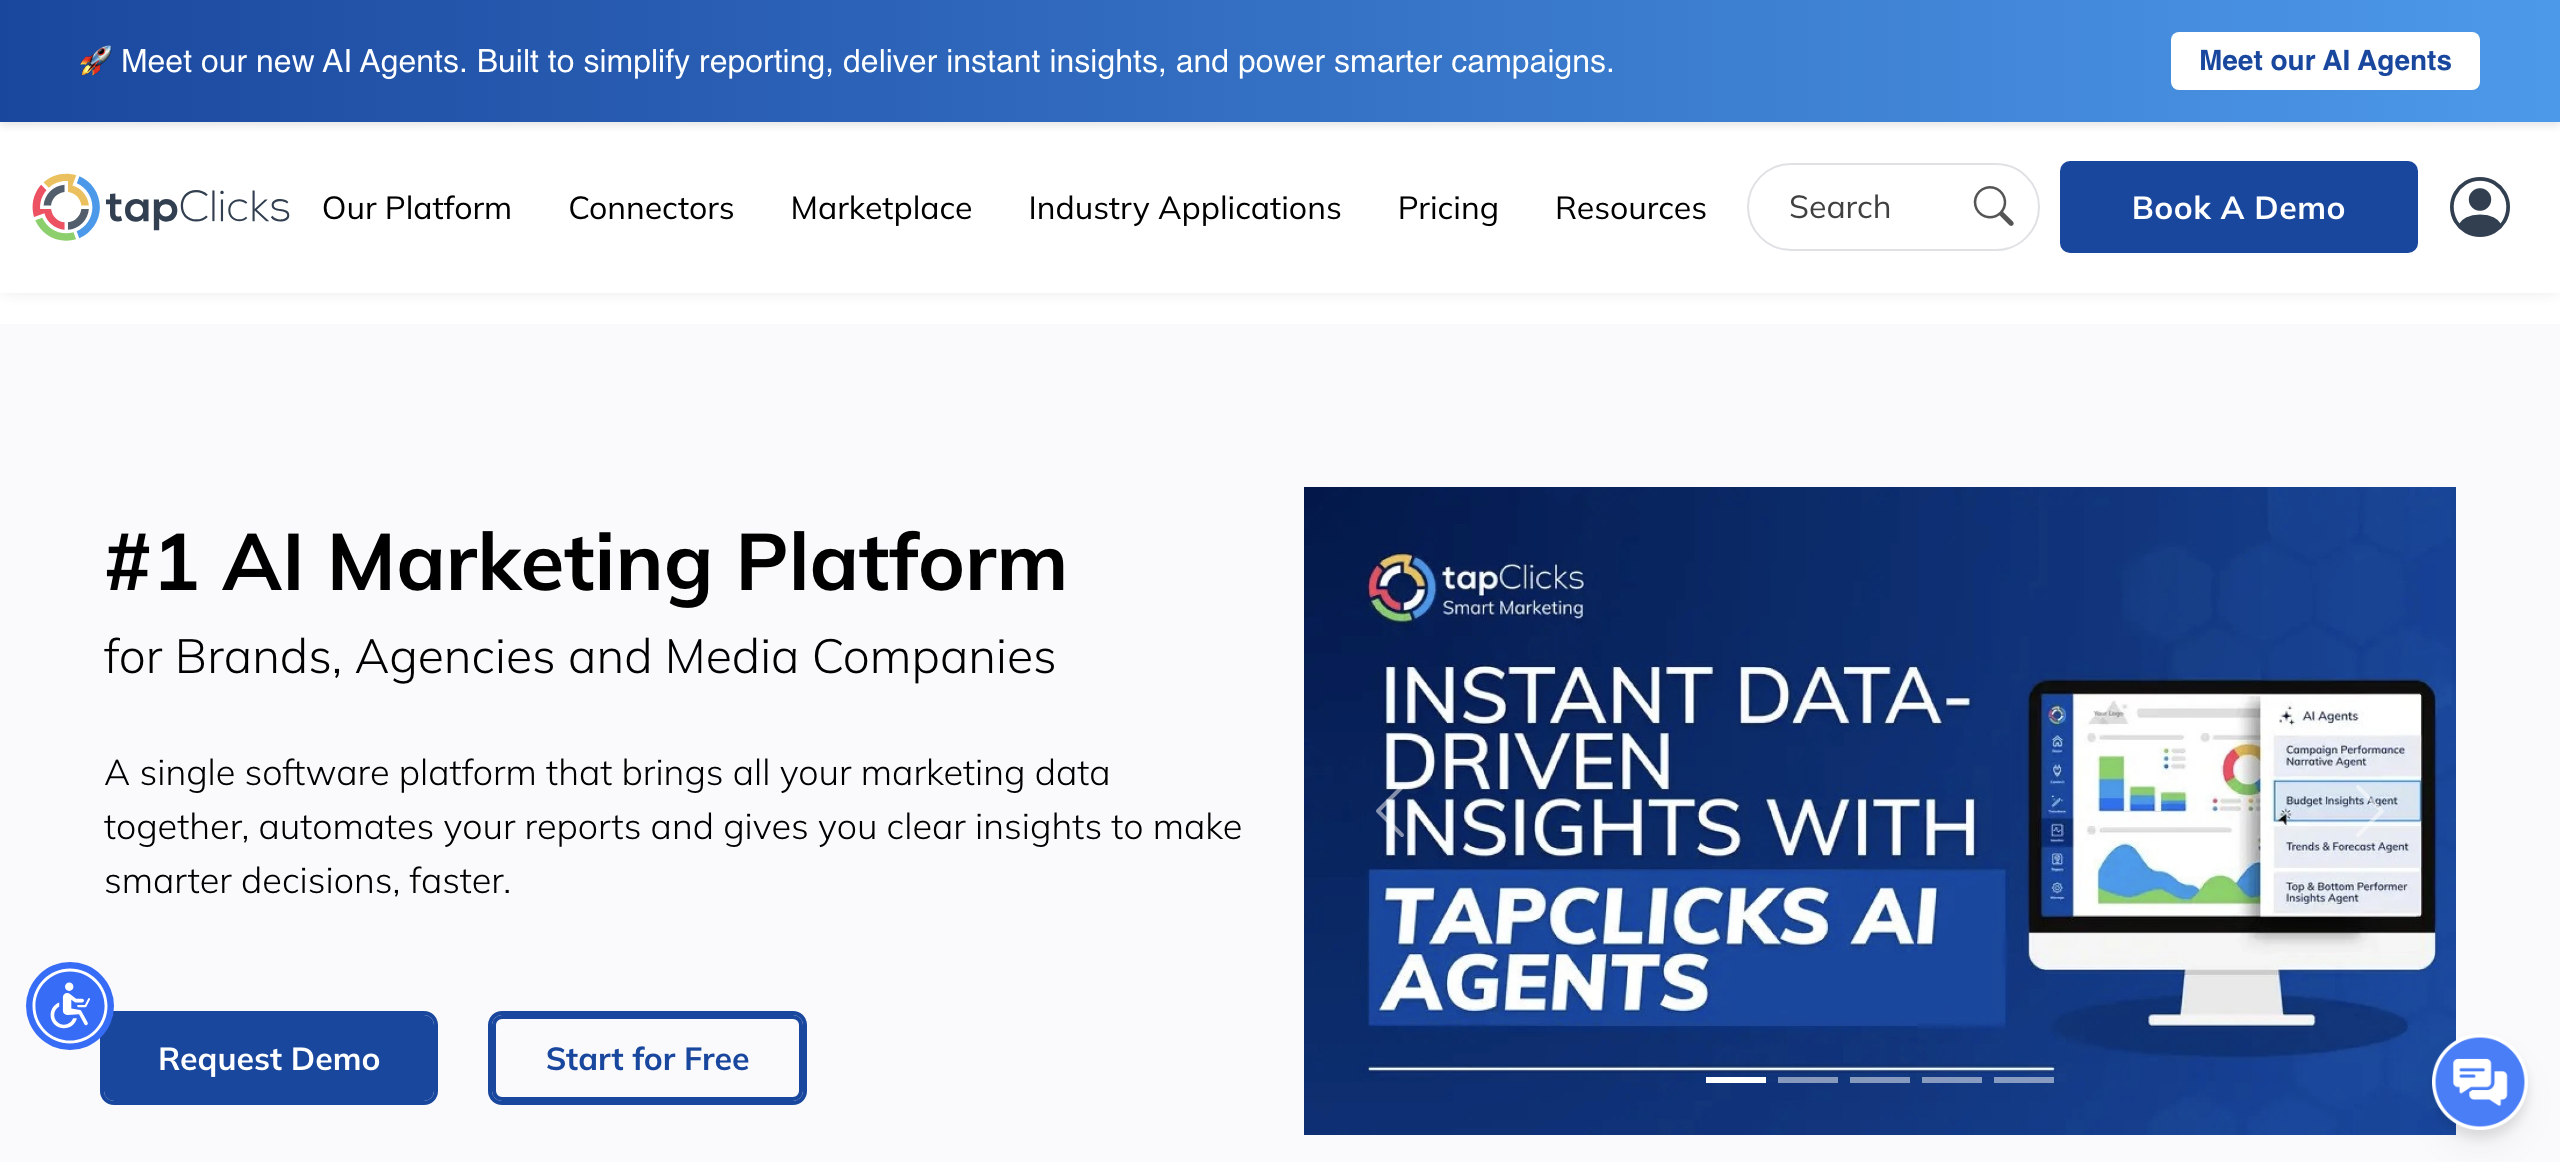 🚀 Meet our new AI Agents. Built to simplify reporting, deliver instant insights, and power smarter campaigns.
Meet our AI Agents
tapClicks
Our Platform
Connectors
Marketplace
Industry Applications
Pricing
Resources
Search
Book A Demo
#1 AI Marketing Platform
for Brands, Agencies and Media Companies
A single software platform that brings all your marketing data
together, automates your reports and gives you clear insights to make
smarter decisions, faster.
Request Demo
Start for Free
tapClicks
Smart Marketing
INSTANT DATA-
DRIVEN
INSIGHTS WITH
TAPCLICKS AI
AGENTS
Your Logo
AI Agents
Campaign Performance
Narrative Agent
Budget Insights Agent
Trends & Forecast Agent
Top & Bottom Performer
Insights Agent